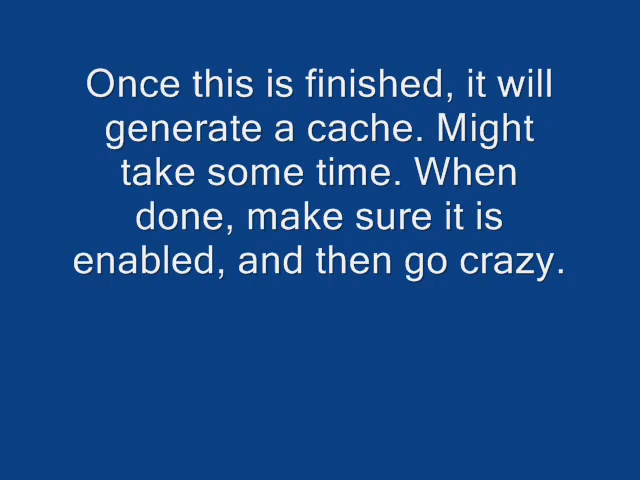 Once this is finished, it will
generate a cache. Might
take some time. When
done, make sure it is
enabled, and then go crazy.